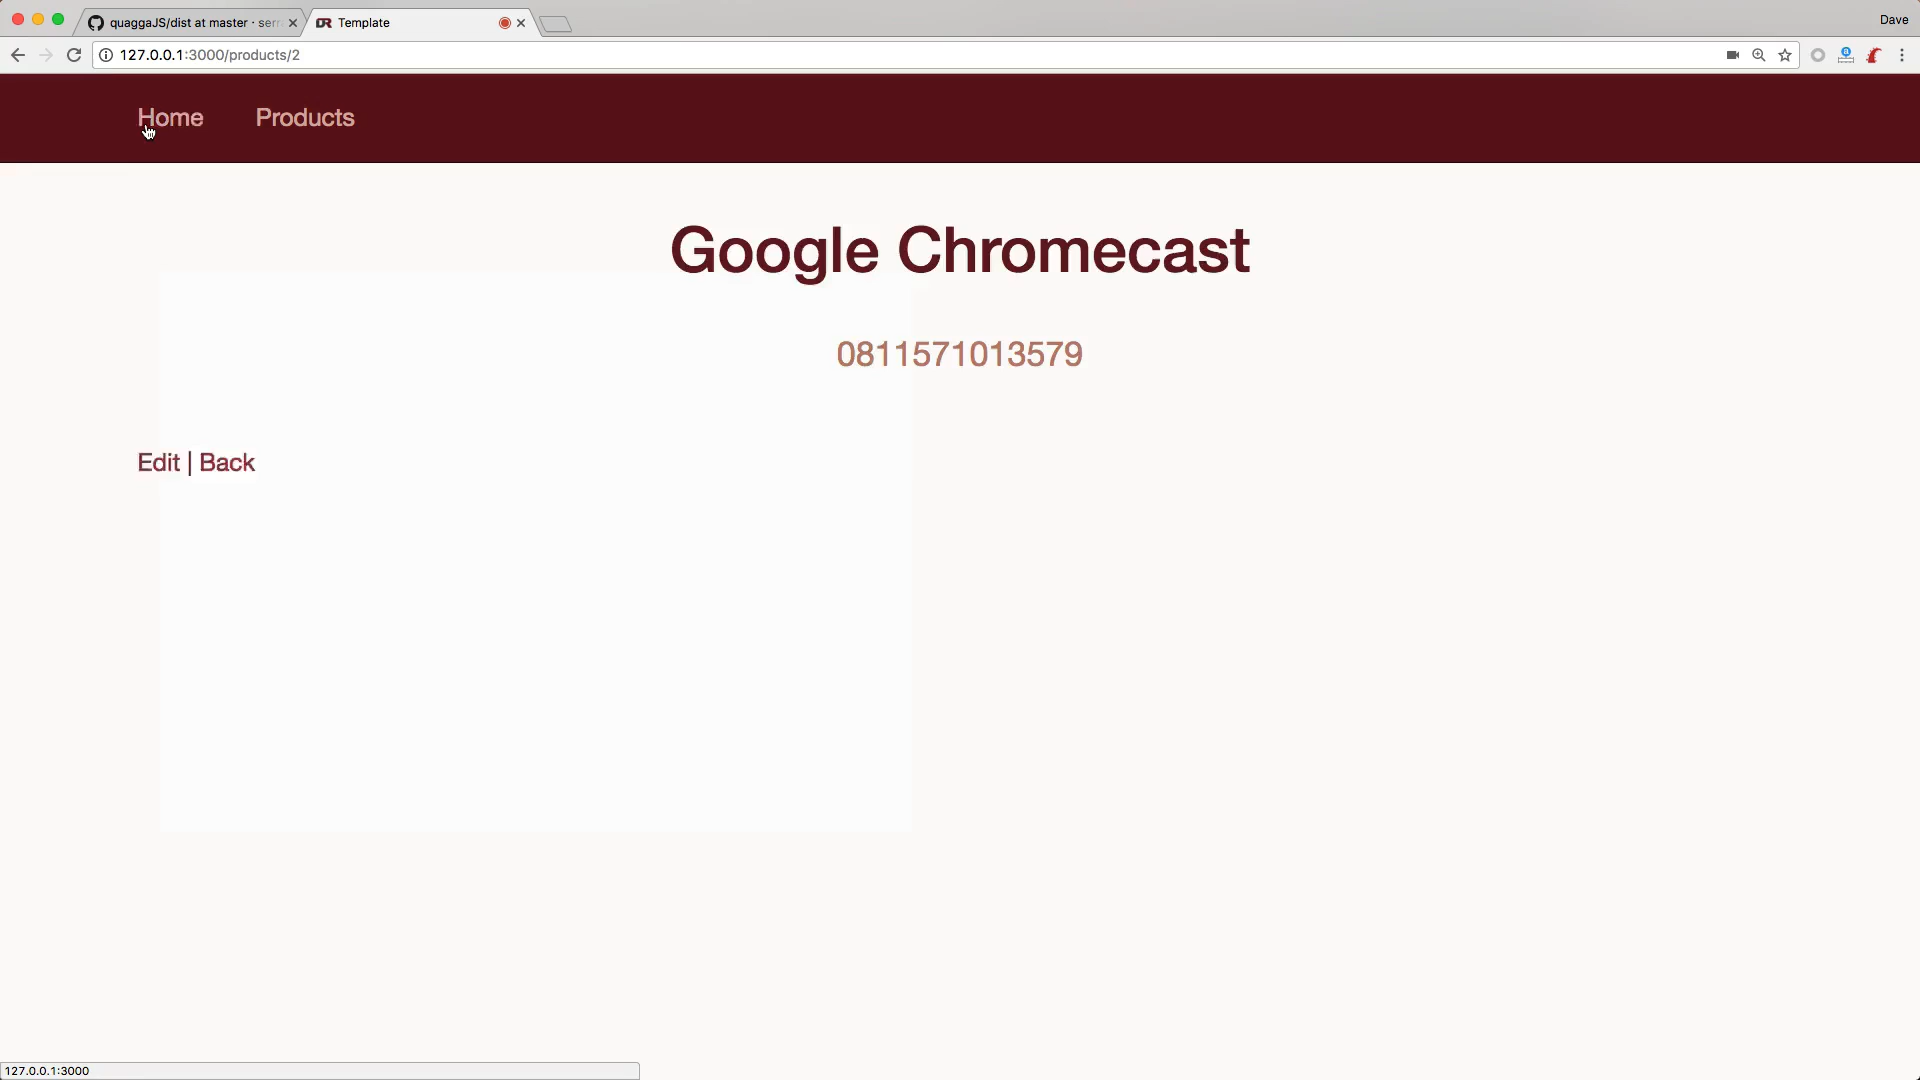 quaggaJS/dist at master · serr
Template
Dave
127.0.0.1:3000/products/2
Home Products
Google Chromecast
0811571013579
Edit | Back
127.0.0.1:3000